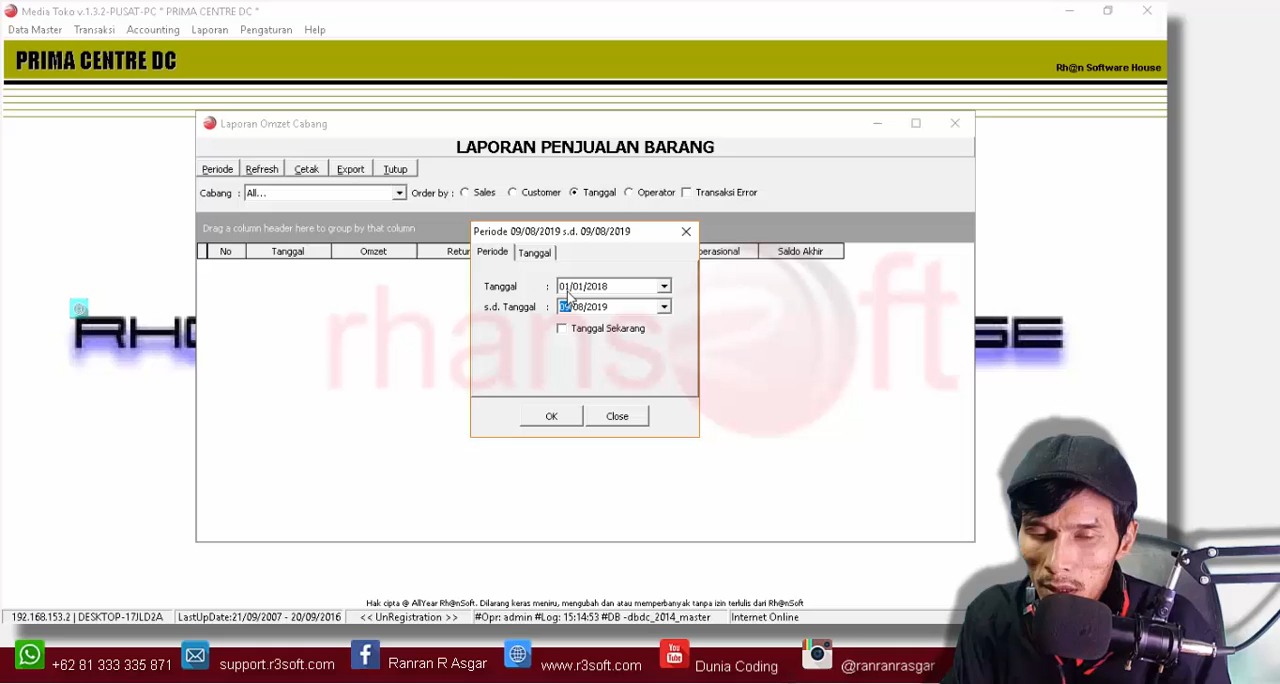 Media Toko v.1.3.2-PUSAT-PC * PRIMA CENTRE DC *
Data Master Transaksi Accounting Laporan Pengaturan Help
PRIMA CENTRE DC
Rh@n Software House
Laporan Omzet Cabang
LAPORAN PENJUALAN BARANG
Periode Refresh Cetak Export Tutup
Cabang : All... Order by : Sales Customer Tanggal Operator Transaksi Error
Drag a column header here to group by that column
No Tanggal Omzet Retur perasional Saldo Akhir
Periode 09/08/2019 s.d. 09/08/2019
Periode Tanggal
Tanggal : 01/01/2018
s.d. Tanggal : 09/08/2019
Tanggal Sekarang
OK Close
rhansoft
Hak cipta @ AllYear Rh@nSoft. Dilarang keras meniru, mengubah dan atau memperbanyak tanpa izin terlulis dari Rh@nSoft
192.168.153.2 | DESKTOP-17JLD2A LastUpDate:21/09/2007 - 20/09/2016 << UnRegistration >> #Opr: admin #Log: 15:14:53 #DB -dbdc_2014_master Internet Online
+62 81 333 335 871 support.r3soft.com Ranran R Asgar www.r3soft.com You Tube Dunia Coding @ranranrasgar